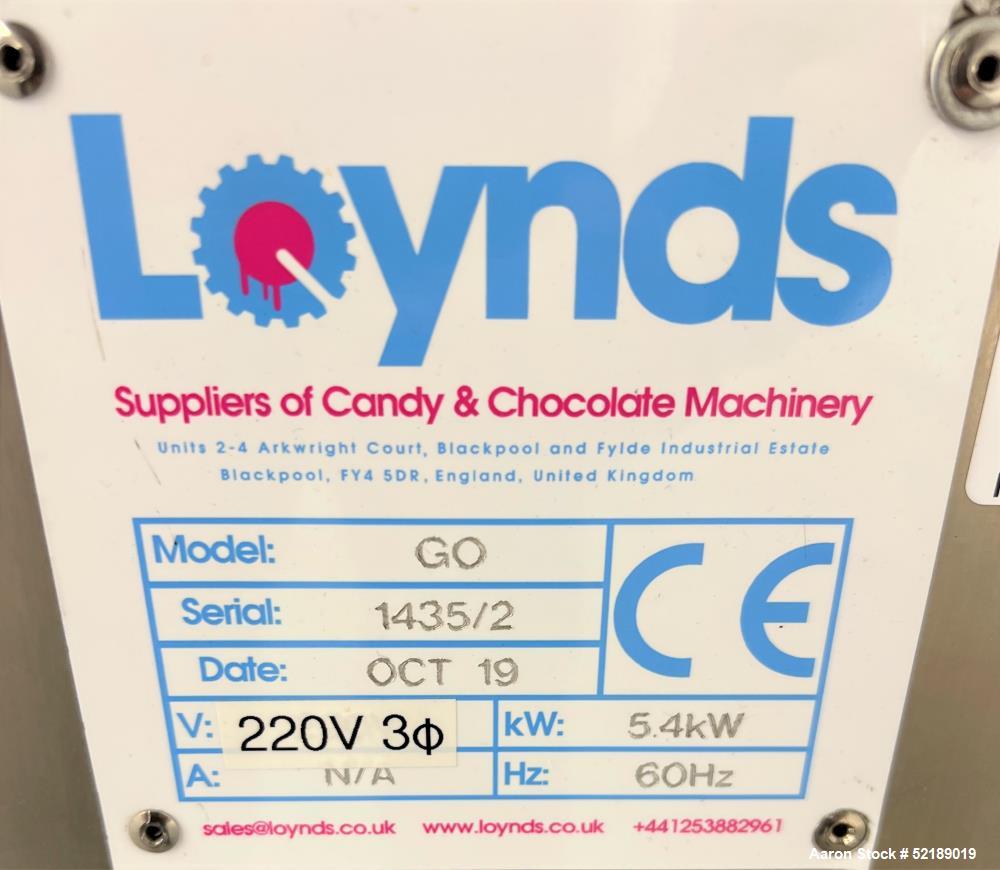 Loynds
Suppliers of Candy & Chocolate Machinery
Units 2-4 Arkwright Court, Blackpool and Fylde Industrial Estate
Blackpool, FY4 5DR, England, United Kingdom
Model: GO
Serial: 1435/2
Date: OCT 19
CE
V: 220V 3ϕ kW: 5.4kW
A: N/A Hz: 60Hz
sales@loynds.co.uk www.loynds.co.uk +441253882961
Aaron Stock # 52189019